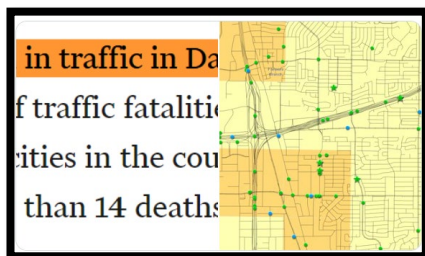 in traffic in Da
f traffic fatalitie
cities in the cou
than 14 deaths